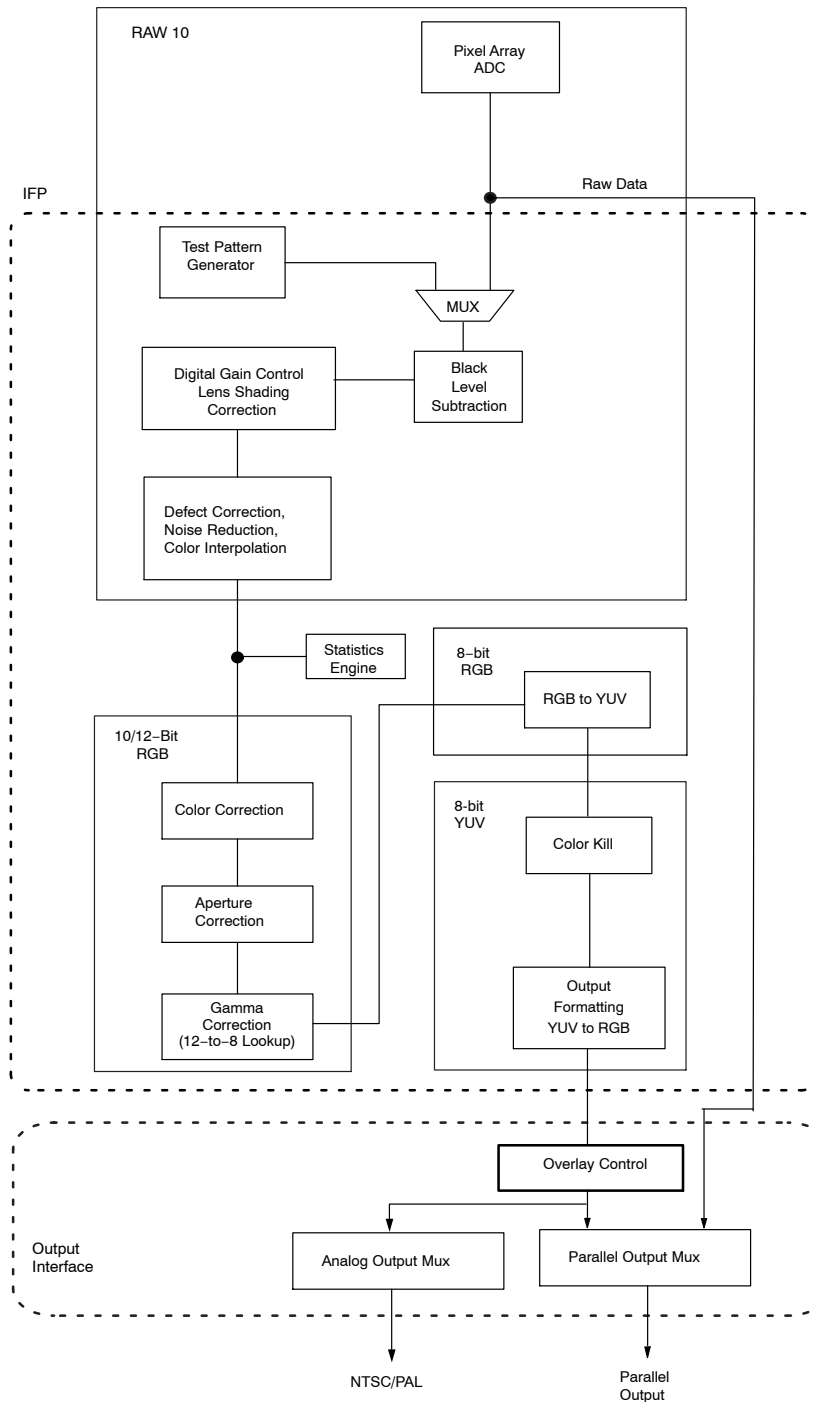 RAW 10
Pixel Array
ADC
Raw Data
IFP
Test Pattern
Generator
MUX
Digital Gain Control
Lens Shading
Correction
Black
Level
Subtraction
Defect Correction,
Noise Reduction,
Color Interpolation
Statistics
Engine
8−bit
RGB
RGB to YUV
10/12−Bit
RGB
Color Correction
8-bit
YUV
Color Kill
Aperture
Correction
Gamma
Correction
(12−to−8 Lookup)
Output
Formatting
YUV to RGB
Overlay Control
Output
Interface
Analog Output Mux
Parallel Output Mux
NTSC/PAL
Parallel
Output